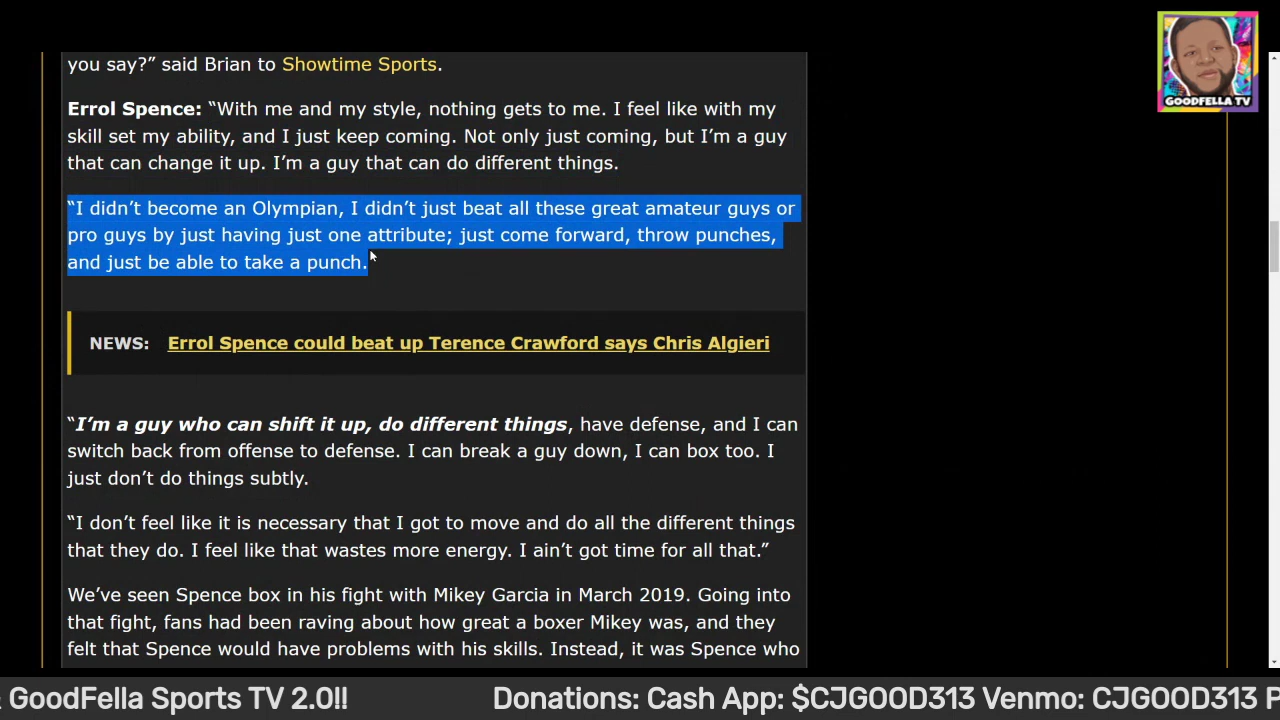 GOODFELLA TV
you say?” said Brian to Showtime Sports.
Errol Spence: “With me and my style, nothing gets to me. I feel like with my
skill set my ability, and I just keep coming. Not only just coming, but I’m a guy
that can change it up. I’m a guy that can do different things.
“I didn’t become an Olympian, I didn’t just beat all these great amateur guys or
pro guys by just having just one attribute; just come forward, throw punches,
and just be able to take a punch.
NEWS: Errol Spence could beat up Terence Crawford says Chris Algieri
“I’m a guy who can shift it up, do different things, have defense, and I can
switch back from offense to defense. I can break a guy down, I can box too. I
just don’t do things subtly.
“I don’t feel like it is necessary that I got to move and do all the different things
that they do. I feel like that wastes more energy. I ain’t got time for all that.”
We’ve seen Spence box in his fight with Mikey Garcia in March 2019. Going into
that fight, fans had been raving about how great a boxer Mikey was, and they
felt that Spence would have problems with his skills. Instead, it was Spence who
GoodFella Sports TV 2.0!! Donations: Cash App: $CJGOOD313 Venmo: CJGOOD313 P